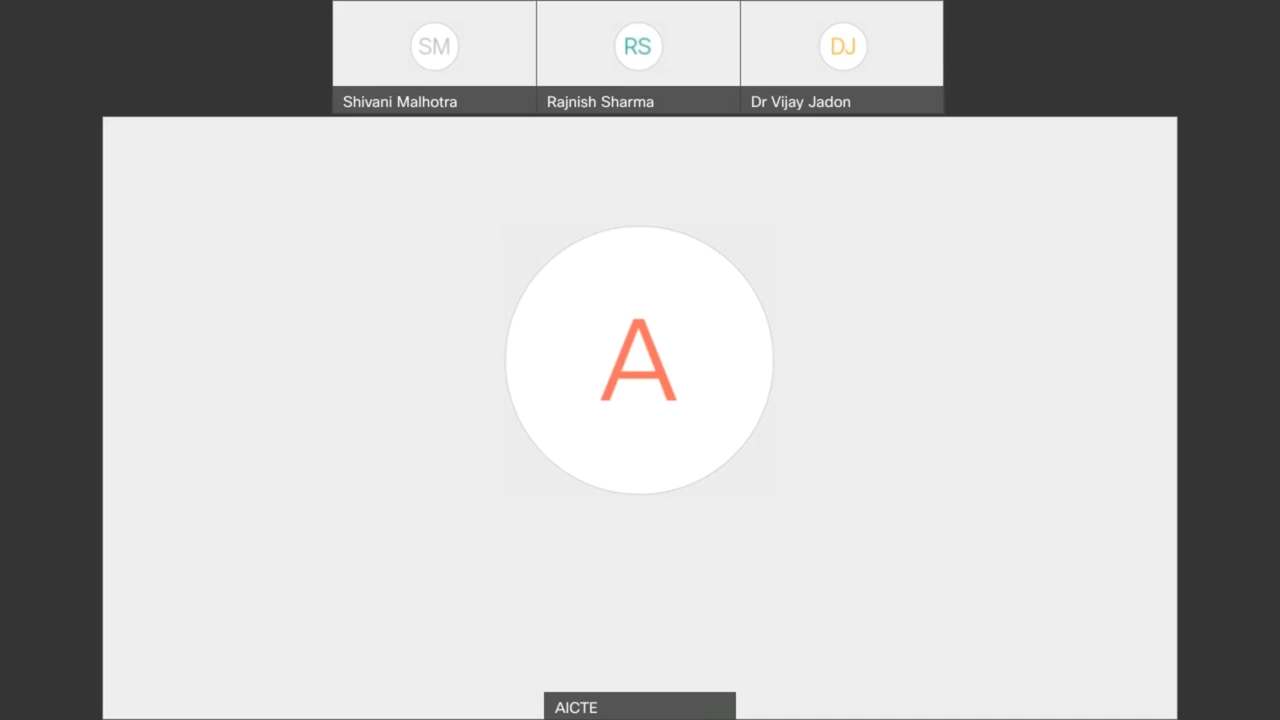 SM
RS
DJ
Shivani Malhotra
Rajnish Sharma
Dr Vijay Jadon
A
AICTE